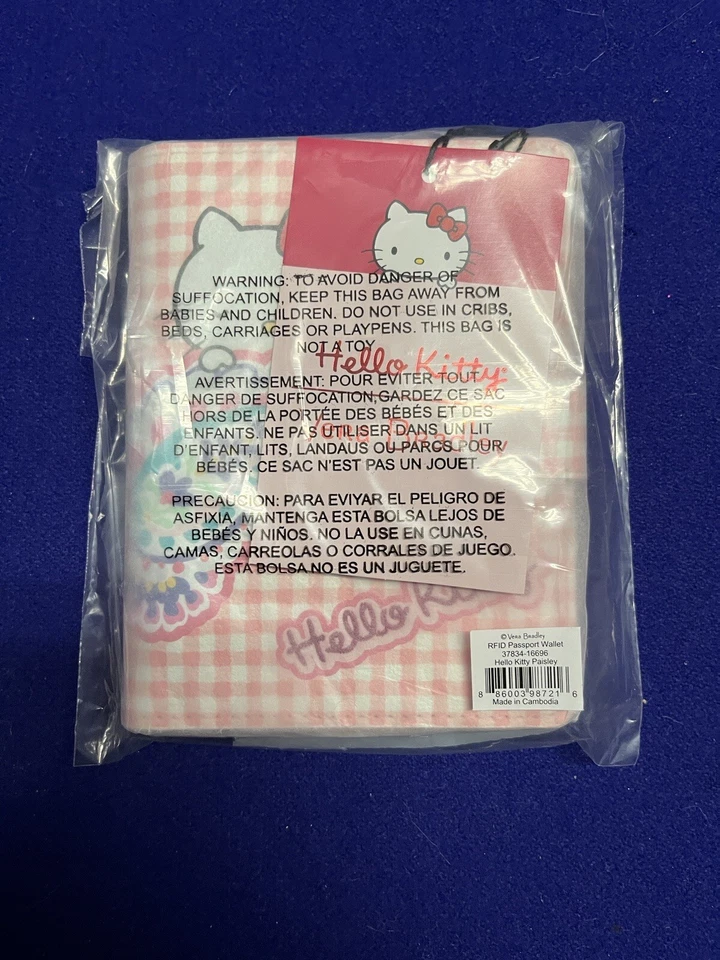 WARNING: TO AVOID DANGER OF
SUFFOCATION, KEEP THIS BAG AWAY FROM
BABIES AND CHILDREN. DO NOT USE IN CRIBS,
BEDS, CARRIAGES OR PLAYPENS. THIS BAG IS
NOT A TOY
Hello Kitty
AVERTISSEMENT: POUR EVITER TOUT
DANGER DE SUFFOCATION,GARDEZ CE SAC
HORS DE LA PORTÉE DES BÉBÉS ET DES
ENFANTS. NE PAS UTILISER DANS UN LIT
D'ENFANT, LITS, LANDAUS OU PARCS POUR
BÉBÉS. CE SAC N'EST PAS UN JOUET.
Vera Bradley
PRECAUCION: PARA EVIYAR EL PELIGRO DE
ASFIXIA, MANTENGA ESTA BOLSA LEJOS DE
BEBÉS Y NIÑOS. NO LA USE EN CUNAS,
CAMAS, CARREOLAS O CORRALES DE JUEGO.
ESTA BOLSA NO ES UN JUGUETE.
Hello Kitty
© Vera Bradley
RFID Passport Wallet
37834-16696
Hello Kitty Paisley
8 86003 98721 6
Made in Cambodia